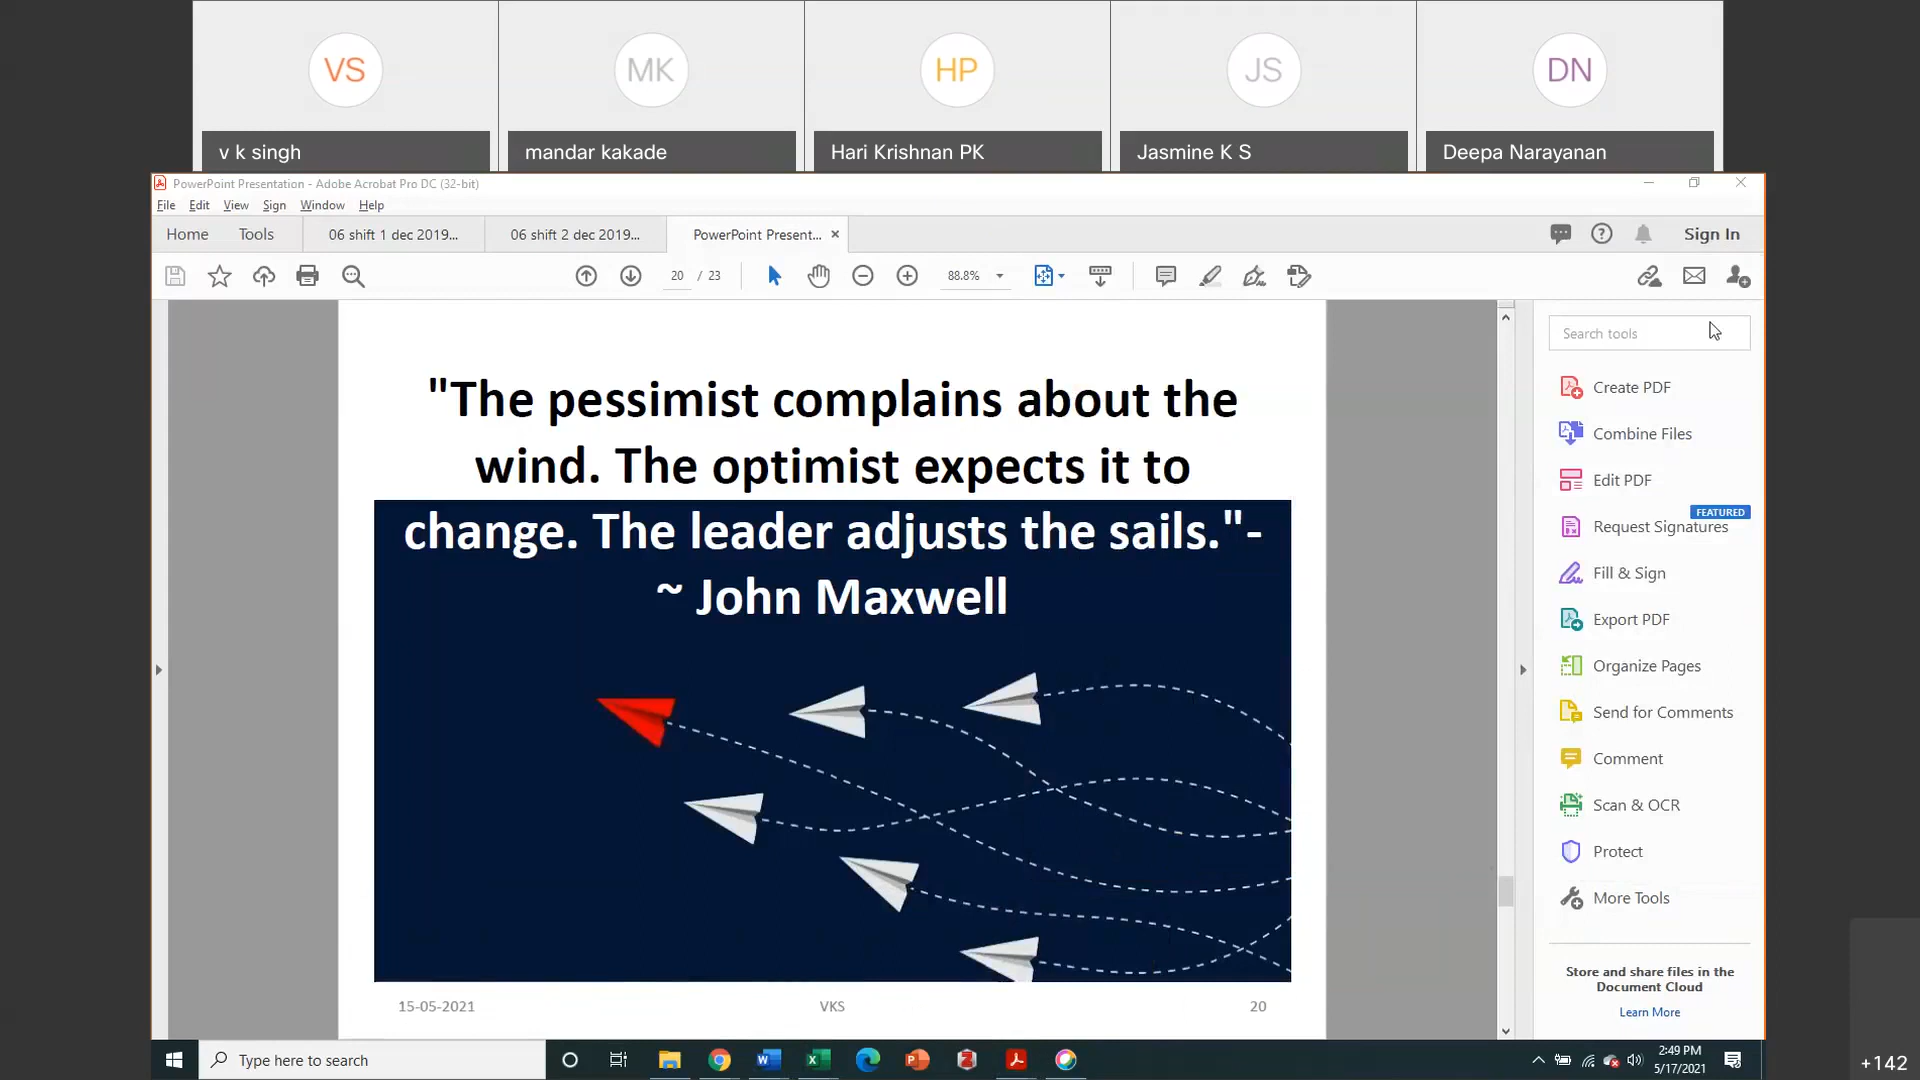 VS
MK
HP
JS
DN
v k singh
mandar kakade
Hari Krishnan PK
Jasmine K S
Deepa Narayanan
PowerPoint Presentation - Adobe Acrobat Pro DC (32-bit)
File Edit View Sign Window Help
Home Tools 06 shift 1 dec 2019... 06 shift 2 dec 2019... PowerPoint Present... × Sign In
20 / 23 88.8%
Search tools
"The pessimist complains about the
wind. The optimist expects it to
change. The leader adjusts the sails."-
~ John Maxwell
15-05-2021 VKS 20
Create PDF
Combine Files
Edit PDF
FEATURED
Request Signatures
Fill & Sign
Export PDF
Organize Pages
Send for Comments
Comment
Scan & OCR
Protect
More Tools
Store and share files in the
Document Cloud
Learn More
Type here to search
2:49 PM
5/17/2021
+142